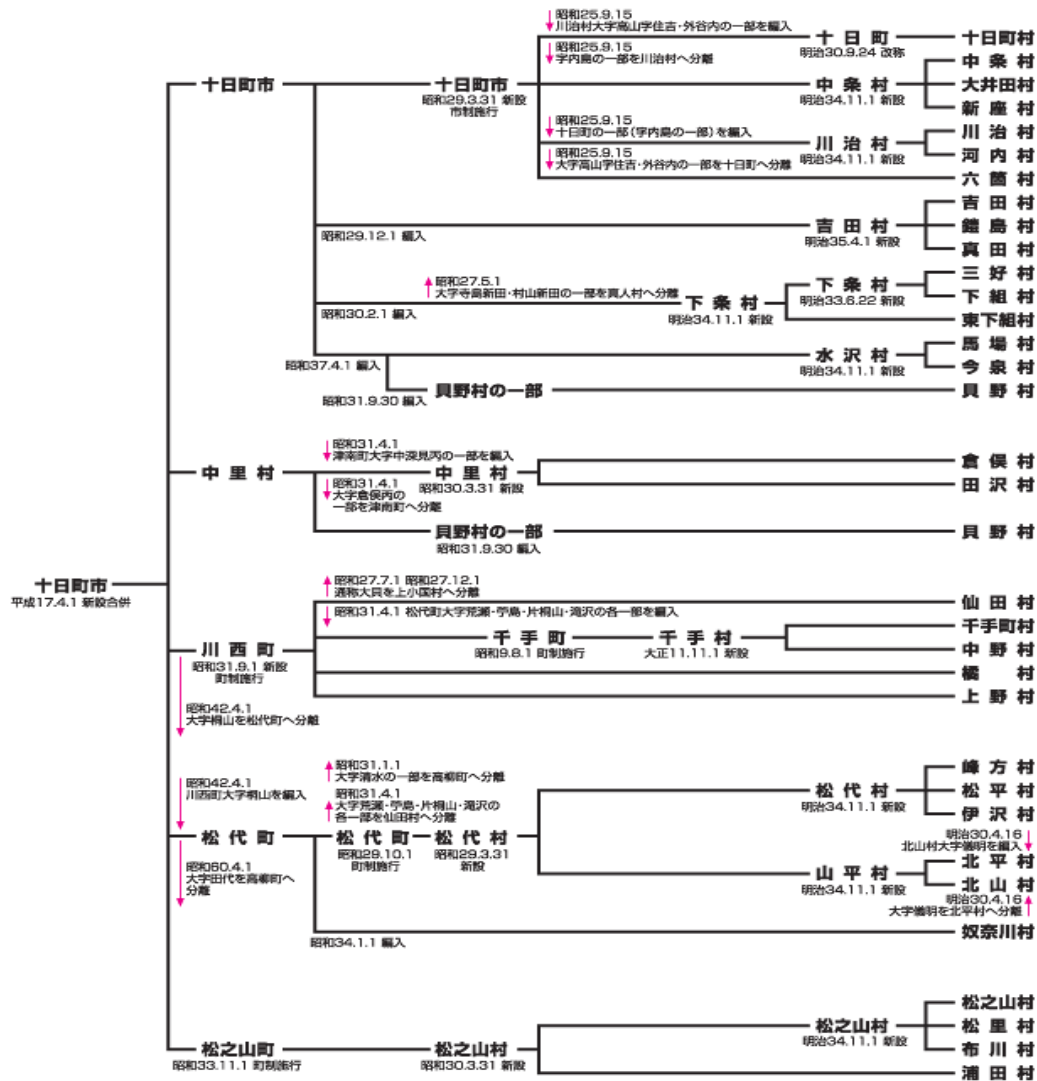 昭和25.9.15
川治村大字高山字住吉・外谷内の一部を編入
十日町
明治30.9.24 改称
十日町村
昭和25.9.15
字内島の一部を川治村へ分離
中条村
十日町市
十日町市
昭和29.3.31 新設
市制施行
中条村
明治34.11.1 新設
大井田村
新座村
昭和25.9.15
十日町の一部(字内島の一部)を編入
川治村
明治34.11.1 新設
川治村
河内村
昭和25.9.15
大字高山字住吉・外谷内の一部を十日町へ分離
六箇村
吉田村
昭和29.12.1 編入
吉田村
明治35.4.1 新設
鐙島村
真田村
昭和27.5.1
大字寺島新田・村山新田の一部を真人村へ分離
下条村
明治33.6.22 新設
三好村
下組村
昭和30.2.1 編入
下条村
明治34.11.1 新設
東下組村
馬場村
水沢村
明治34.11.1 新設
昭和37.4.1 編入
今泉村
昭和31.9.30 編入
貝野村の一部
貝野村
昭和31.4.1
津南町大字中深見丙の一部を編入
倉俣村
中里村
中里村
昭和30.3.31 新設
田沢村
昭和31.4.1
大字倉俣丙の
一部を津南町へ分離
貝野村の一部
昭和31.9.30 編入
貝野村
十日町市
平成17.4.1 新設合併
昭和27.7.1 昭和27.12.1
通称大貝を上小国村へ分離
仙田村
昭和31.4.1 松代町大字荒瀬・苧島・片桐山・滝沢の各一部を編入
千手町村
川西町
昭和31.9.1 新設
町制施行
千手町
昭和9.8.1 町制施行
千手村
大正11.11.1 新設
中野村
橘村
上野村
昭和42.4.1
大字桐山を松代町へ分離
昭和31.1.1
大字清水の一部を高柳町へ分離
峰方村
昭和42.4.1
川西町大字桐山を編入
昭和31.4.1
大字荒瀬・苧島・片桐山・滝沢の
各一部を仙田村へ分離
松代村
明治34.11.1 新設
松平村
伊沢村
松代町
松代町
昭和29.10.1
町制施行
松代村
昭和29.3.31
新設
明治30.4.16
北山村大字儀明を編入
北平村
昭和60.4.1
大字田代を高柳町へ
分離
山平村
明治34.11.1 新設
北山村
明治30.4.16
大字儀明を北平村へ分離
昭和34.1.1 編入
奴奈川村
松之山村
松之山村
明治34.11.1 新設
松里村
松之山町
昭和33.11.1 町制施行
松之山村
昭和30.3.31 新設
布川村
浦田村